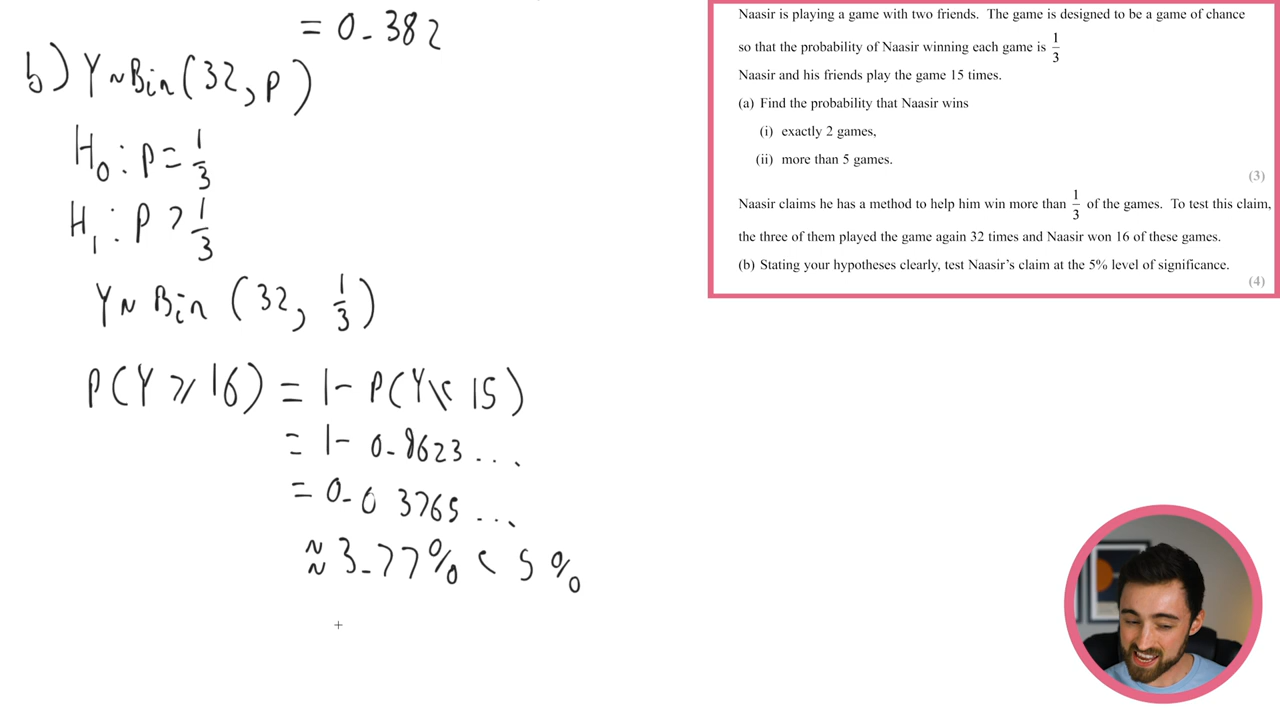 = 0.382
b) Y~Bin(32, p)
H₀: p = 1/3
H₁: p > 1/3
Y~ Bin (32, 1/3)
P(Y ⩾ 16) = 1 - P(Y ⩽ 15)
= 1 - 0.9623...
= 0.03765...
≈ 3.77% < 5%
Naasir is playing a game with two friends. The game is designed to be a game of chance
so that the probability of Naasir winning each game is 1/3
Naasir and his friends play the game 15 times.
(a) Find the probability that Naasir wins
(i) exactly 2 games,
(ii) more than 5 games.
(3)
Naasir claims he has a method to help him win more than 1/3 of the games. To test this claim,
the three of them played the game again 32 times and Naasir won 16 of these games.
(b) Stating your hypotheses clearly, test Naasir's claim at the 5% level of significance.
(4)